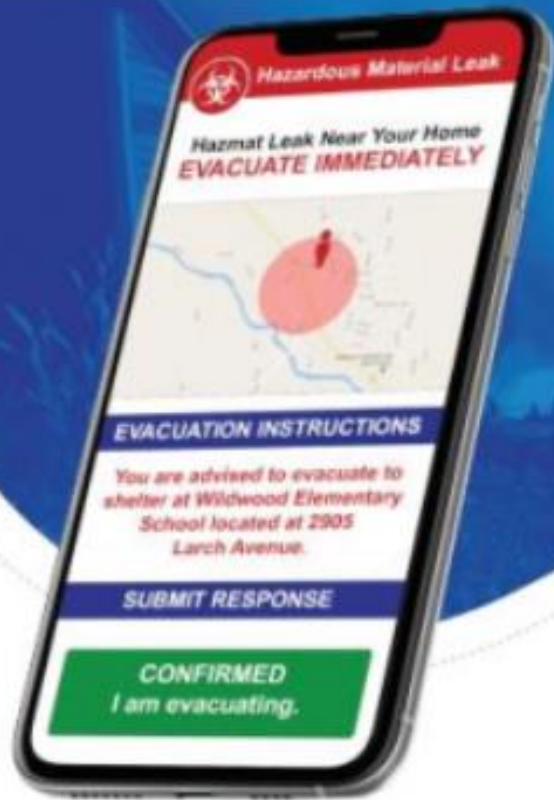 Hazardous Material Leak
Hazmat Leak Near Your Home
EVACUATE IMMEDIATELY
EVACUATION INSTRUCTIONS
You are advised to evacuate to
shelter at Wildwood Elementary
School located at 2905
Larch Avenue.
SUBMIT RESPONSE
CONFIRMED
I am evacuating.